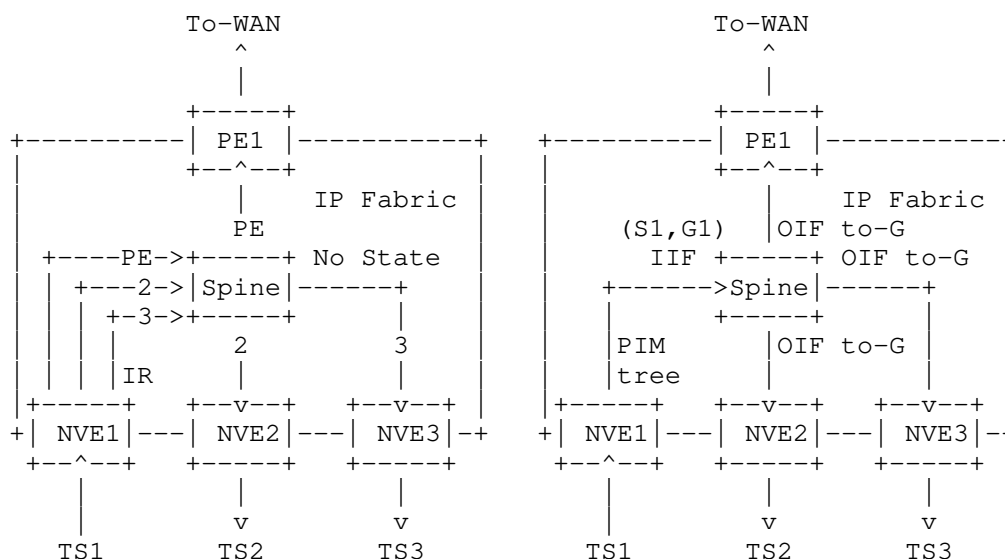 To-WAN To-WAN
PE1 PE1
IP Fabric IP Fabric
PE (S1,G1) OIF to-G
PE No State IIF OIF to-G
2 Spine Spine
3
2 3 PIM OIF to-G
IR tree
NVE1 NVE2 NVE3 NVE1 NVE2 NVE3
TS1 TS2 TS3 TS1 TS2 TS3